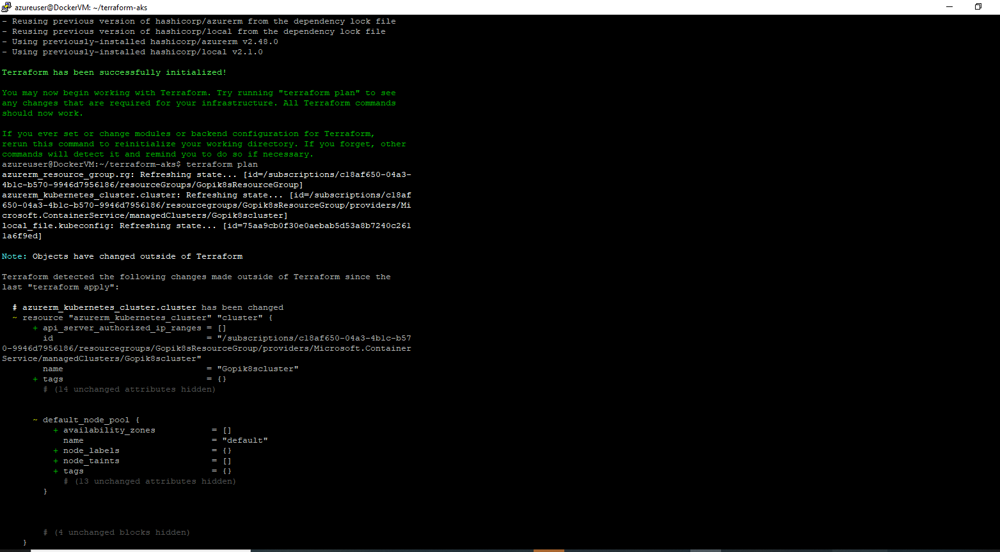 azureuser@DockerVM: ~/terraform-aks
- Reusing previous version of hashicorp/azurerm from the dependency lock file
- Reusing previous version of hashicorp/local from the dependency lock file
- Using previously-installed hashicorp/azurerm v2.48.0
- Using previously-installed hashicorp/local v2.1.0
Terraform has been successfully initialized!
You may now begin working with Terraform. Try running "terraform plan" to see
any changes that are required for your infrastructure. All Terraform commands
should now work.
If you ever set or change modules or backend configuration for Terraform,
rerun this command to reinitialize your working directory. If you forget, other
commands will detect it and remind you to do so if necessary.
azureuser@DockerVM:~/terraform-aks$ terraform plan
azurerm_resource_group.rg: Refreshing state... [id=/subscriptions/c18af650-04a3-
4b1c-b570-9946d7956186/resourceGroups/Gopik8sResourceGroup]
azurerm_kubernetes_cluster.cluster: Refreshing state... [id=/subscriptions/c18af
650-04a3-4b1c-b570-9946d7956186/resourcegroups/Gopik8sResourceGroup/providers/Mi
crosoft.ContainerService/managedClusters/Gopik8scluster]
local_file.kubeconfig: Refreshing state... [id=75aa9cb0f30e0aebab5d53a8b7240c261
1a6f9ed]
Note: Objects have changed outside of Terraform
Terraform detected the following changes made outside of Terraform since the
last "terraform apply":
# azurerm_kubernetes_cluster.cluster has been changed
~ resource "azurerm_kubernetes_cluster" "cluster" {
+ api_server_authorized_ip_ranges = []
id = "/subscriptions/c18af650-04a3-4b1c-b57
0-9946d7956186/resourcegroups/Gopik8sResourceGroup/providers/Microsoft.Container
Service/managedClusters/Gopik8scluster"
name = "Gopik8scluster"
+ tags = {}
# (14 unchanged attributes hidden)
~ default_node_pool {
+ availability_zones = []
name = "default"
+ node_labels = {}
+ node_taints = []
+ tags = {}
# (13 unchanged attributes hidden)
}
# (4 unchanged blocks hidden)
}